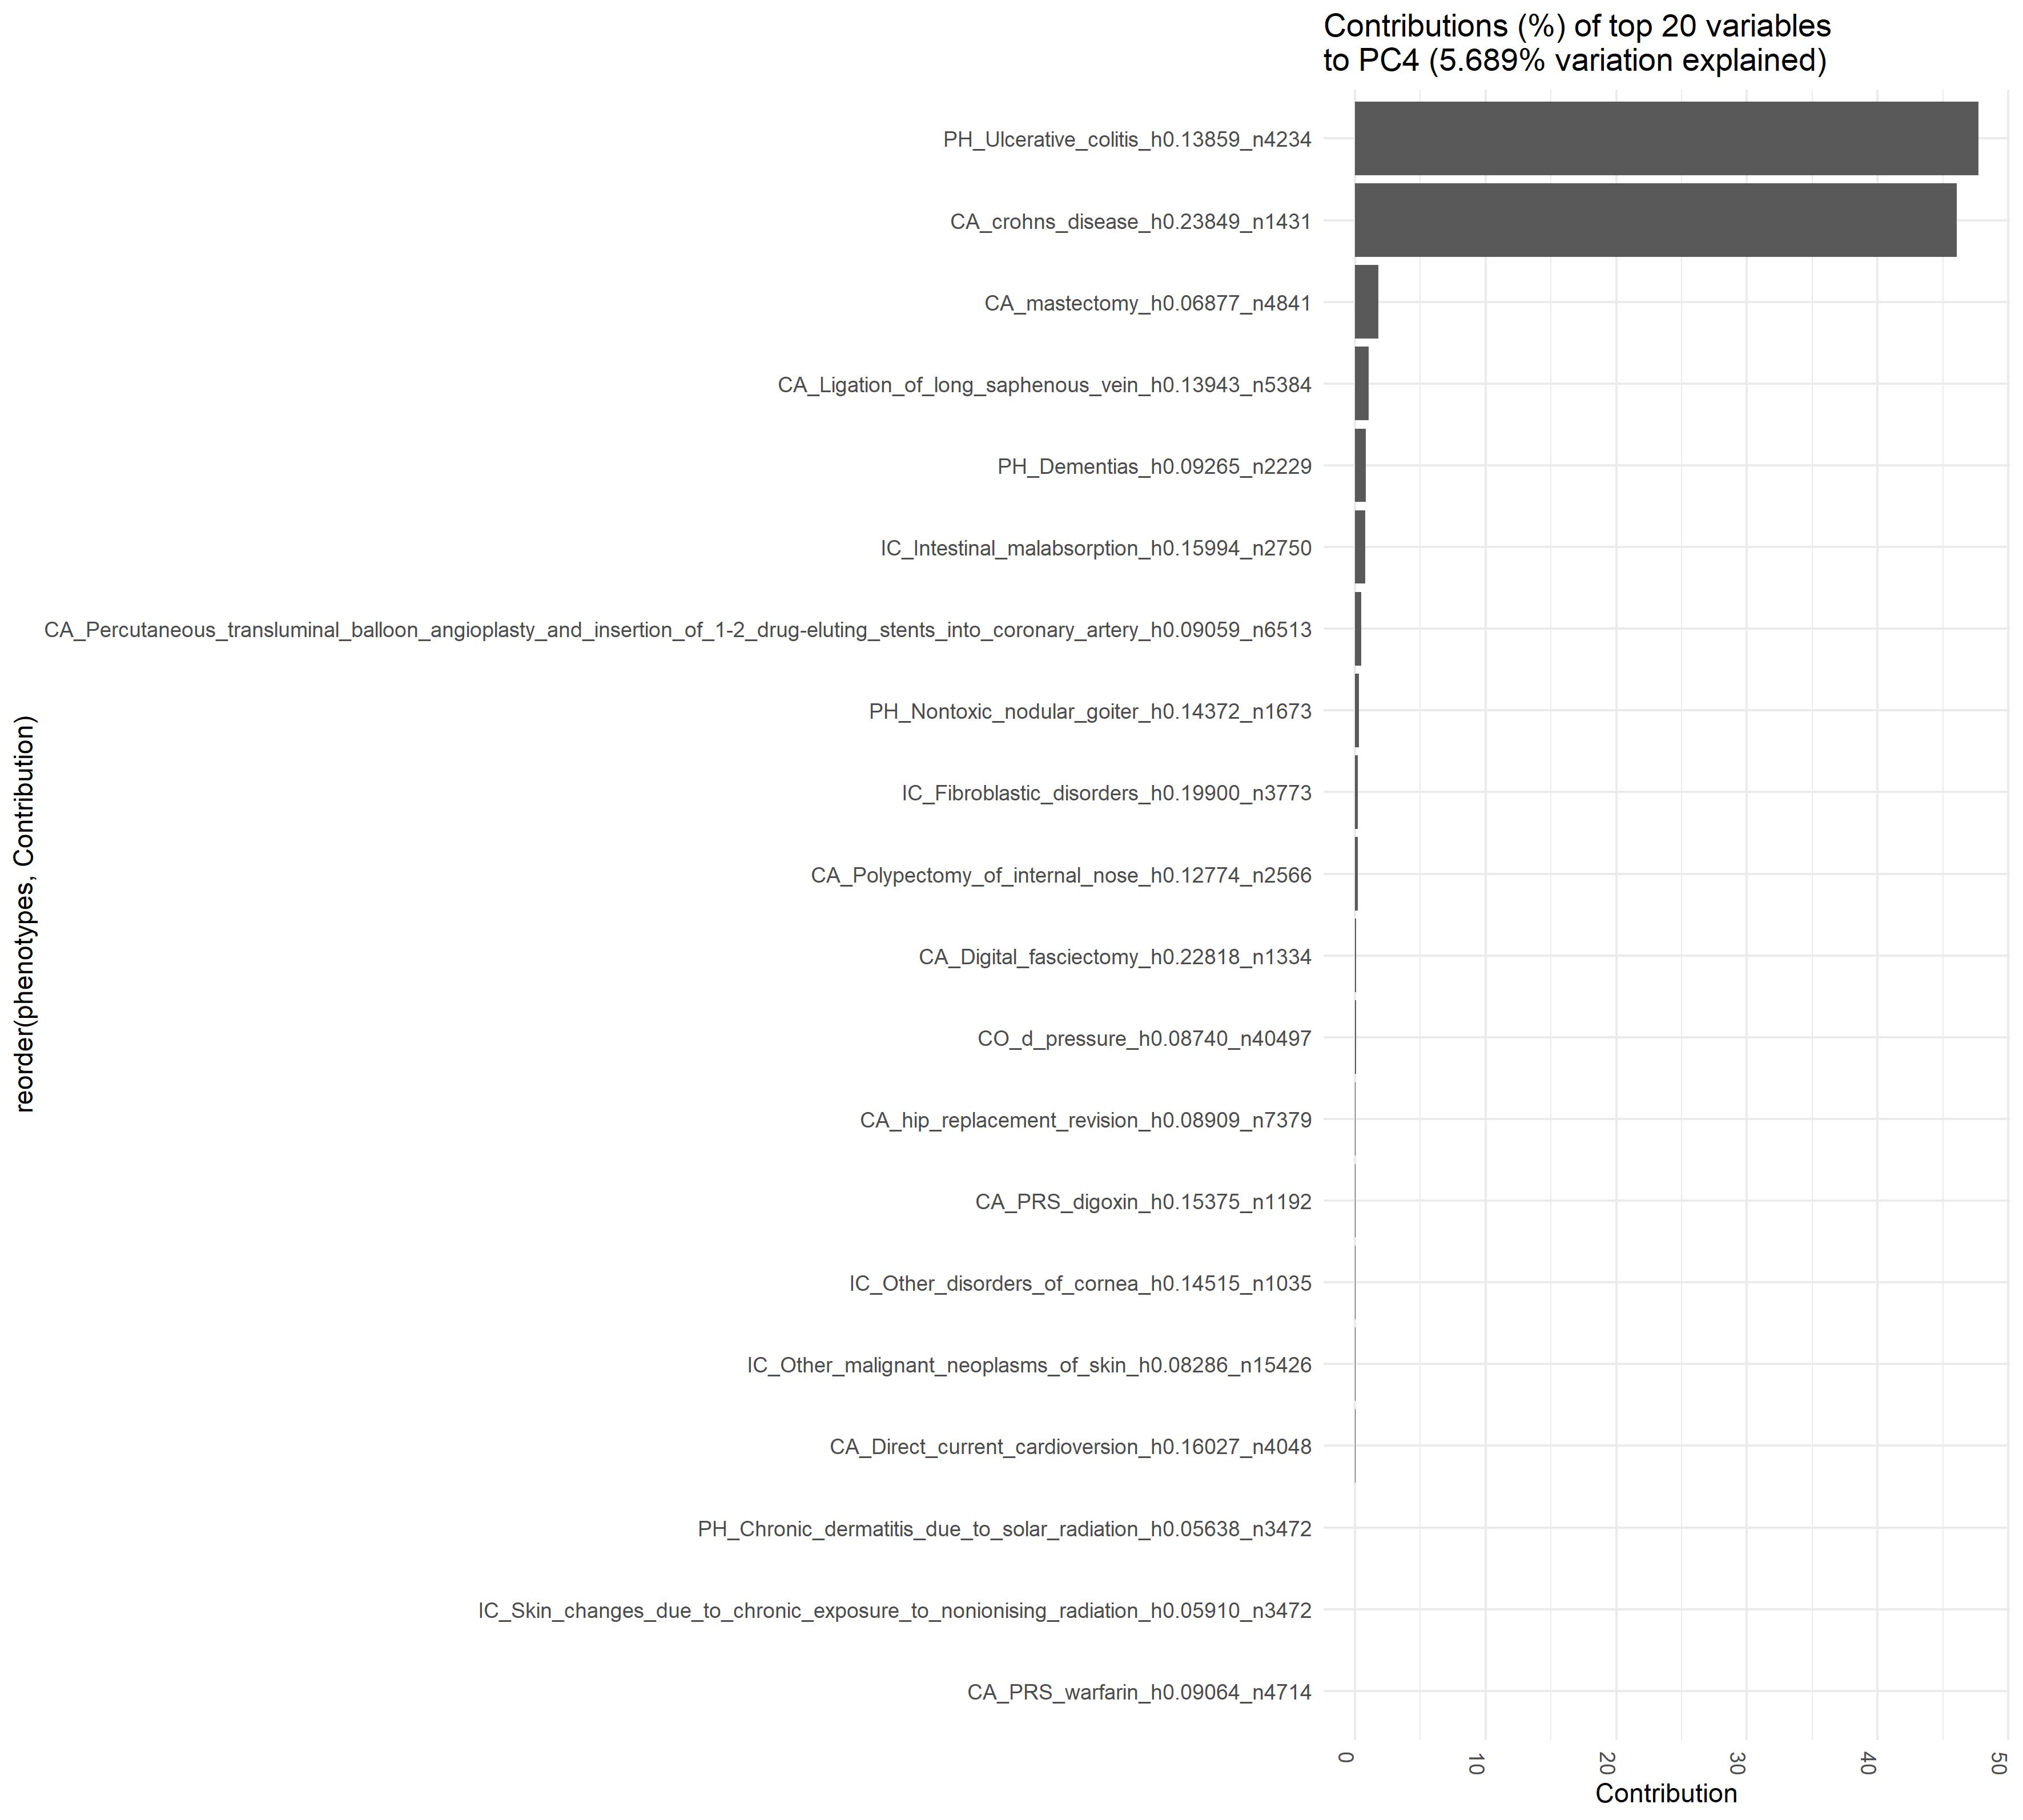 Contributions (%) of top 20 variables
to PC4 (5.689% variation explained)
PH_Ulcerative_colitis_h0.13859_n4234
CA_crohns_disease_h0.23849_n1431
CA_mastectomy_h0.06877_n4841
CA_Ligation_of_long_saphenous_vein_h0.13943_n5384
PH_Dementias_h0.09265_n2229
IC_Intestinal_malabsorption_h0.15994_n2750
CA_Percutaneous_transluminal_balloon_angioplasty_and_insertion_of_1-2_drug-eluting_stents_into_coronary_artery_h0.09059_n6513
PH_Nontoxic_nodular_goiter_h0.14372_n1673
IC_Fibroblastic_disorders_h0.19900_n3773
CA_Polypectomy_of_internal_nose_h0.12774_n2566
CA_Digital_fasciectomy_h0.22818_n1334
CO_d_pressure_h0.08740_n40497
CA_hip_replacement_revision_h0.08909_n7379
CA_PRS_digoxin_h0.15375_n1192
IC_Other_disorders_of_cornea_h0.14515_n1035
IC_Other_malignant_neoplasms_of_skin_h0.08286_n15426
CA_Direct_current_cardioversion_h0.16027_n4048
PH_Chronic_dermatitis_due_to_solar_radiation_h0.05638_n3472
IC_Skin_changes_due_to_chronic_exposure_to_nonionising_radiation_h0.05910_n3472
CA_PRS_warfarin_h0.09064_n4714
reorder(phenotypes, Contribution)
0 10 20 30 40 50
Contribution